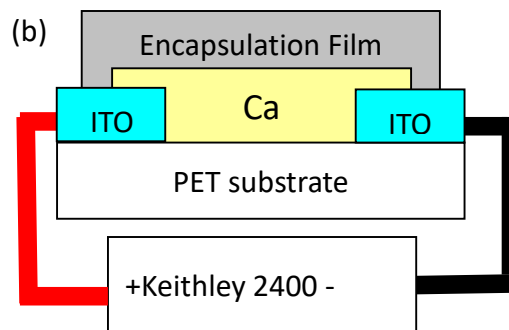 (b)
Encapsulation Film
Ca
ITO
ITO
PET substrate
+Keithley 2400 -